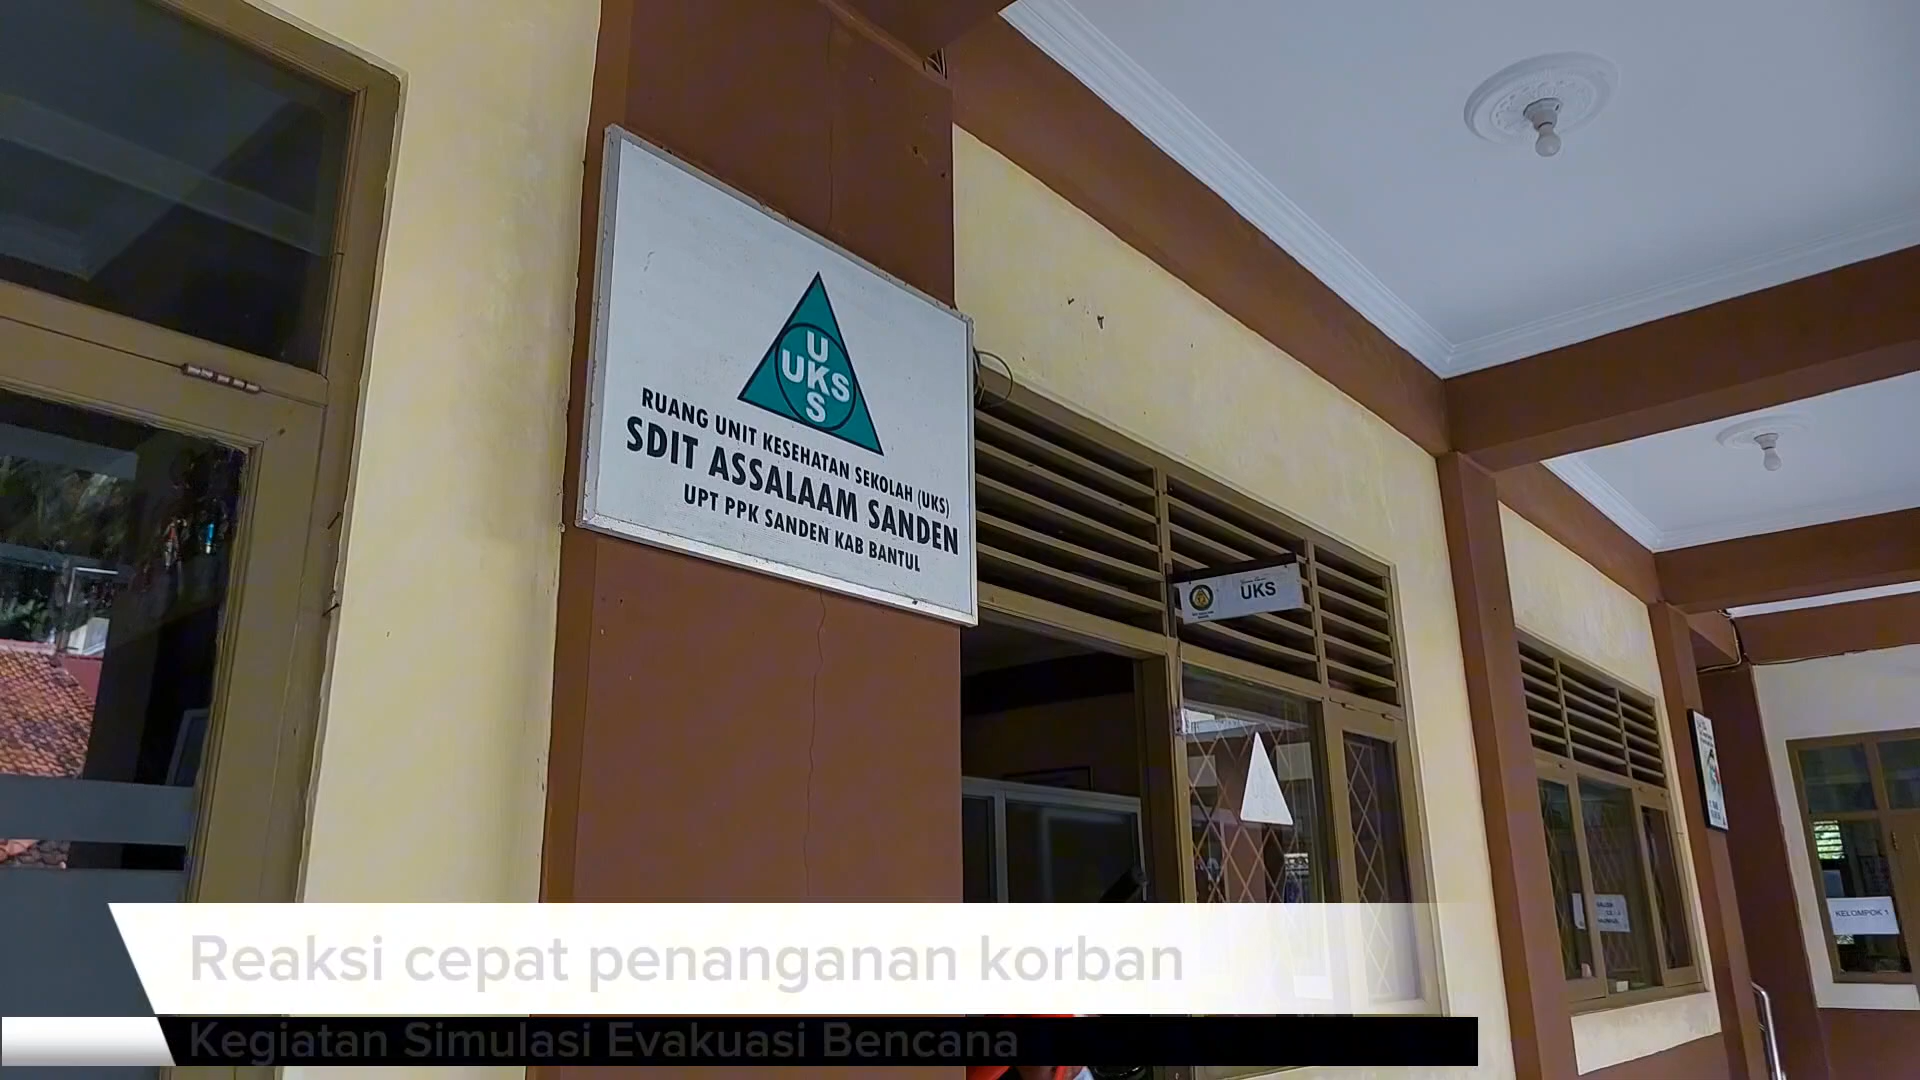 U
UKS
S
RUANG UNIT KESEHATAN SEKOLAH (UKS)
SDIT ASSALAAM SANDEN
UPT PPK SANDEN KAB BANTUL
UKS
KELOMPOK 1
Reaksi cepat penanganan korban
Kegiatan Simulasi Evakuasi Bencana